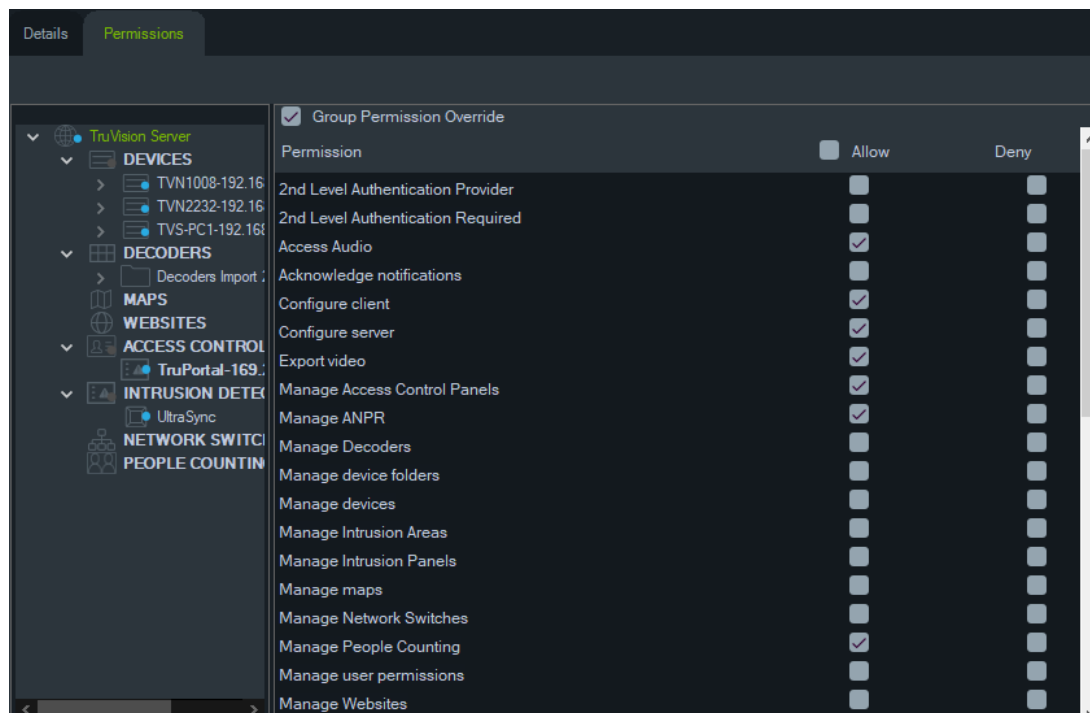 Details Permissions
TruVision Server
DEVICES
TVN1008-192.16
TVN2232-192.16
TVS-PC1-192.168
DECODERS
Decoders Import
MAPS
WEBSITES
ACCESS CONTROL
TruPortal-169.
INTRUSION DETE
UltraSync
NETWORK SWITC
PEOPLE COUNTIN
Group Permission Override
Permission Allow Deny
2nd Level Authentication Provider
2nd Level Authentication Required
Access Audio
Acknowledge notifications
Configure client
Configure server
Export video
Manage Access Control Panels
Manage ANPR
Manage Decoders
Manage device folders
Manage devices
Manage Intrusion Areas
Manage Intrusion Panels
Manage maps
Manage Network Switches
Manage People Counting
Manage user permissions
Manage Websites